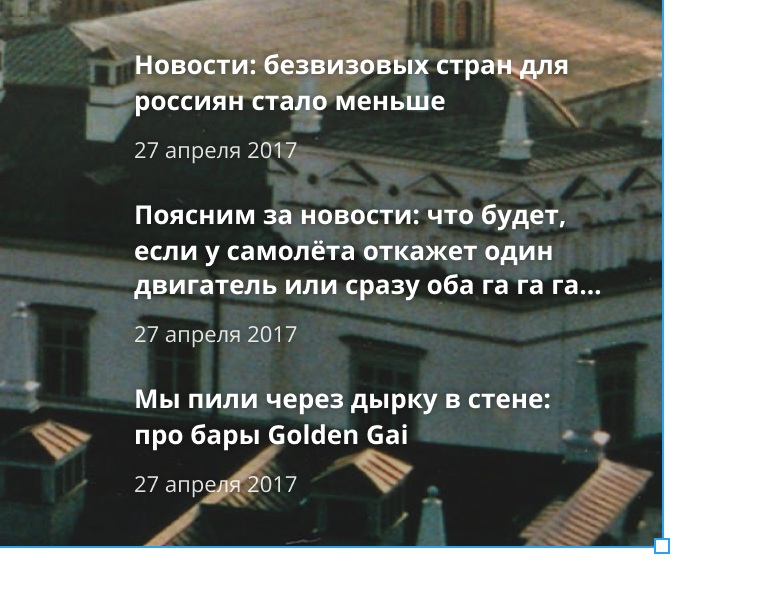 Новости: безвизовых стран для
россиян стало меньше
27 апреля 2017
Поясним за новости: что будет,
если у самолёта откажет один
двигатель или сразу оба га га га...
27 апреля 2017
Мы пили через дырку в стене:
про бары Golden Gai
27 апреля 2017